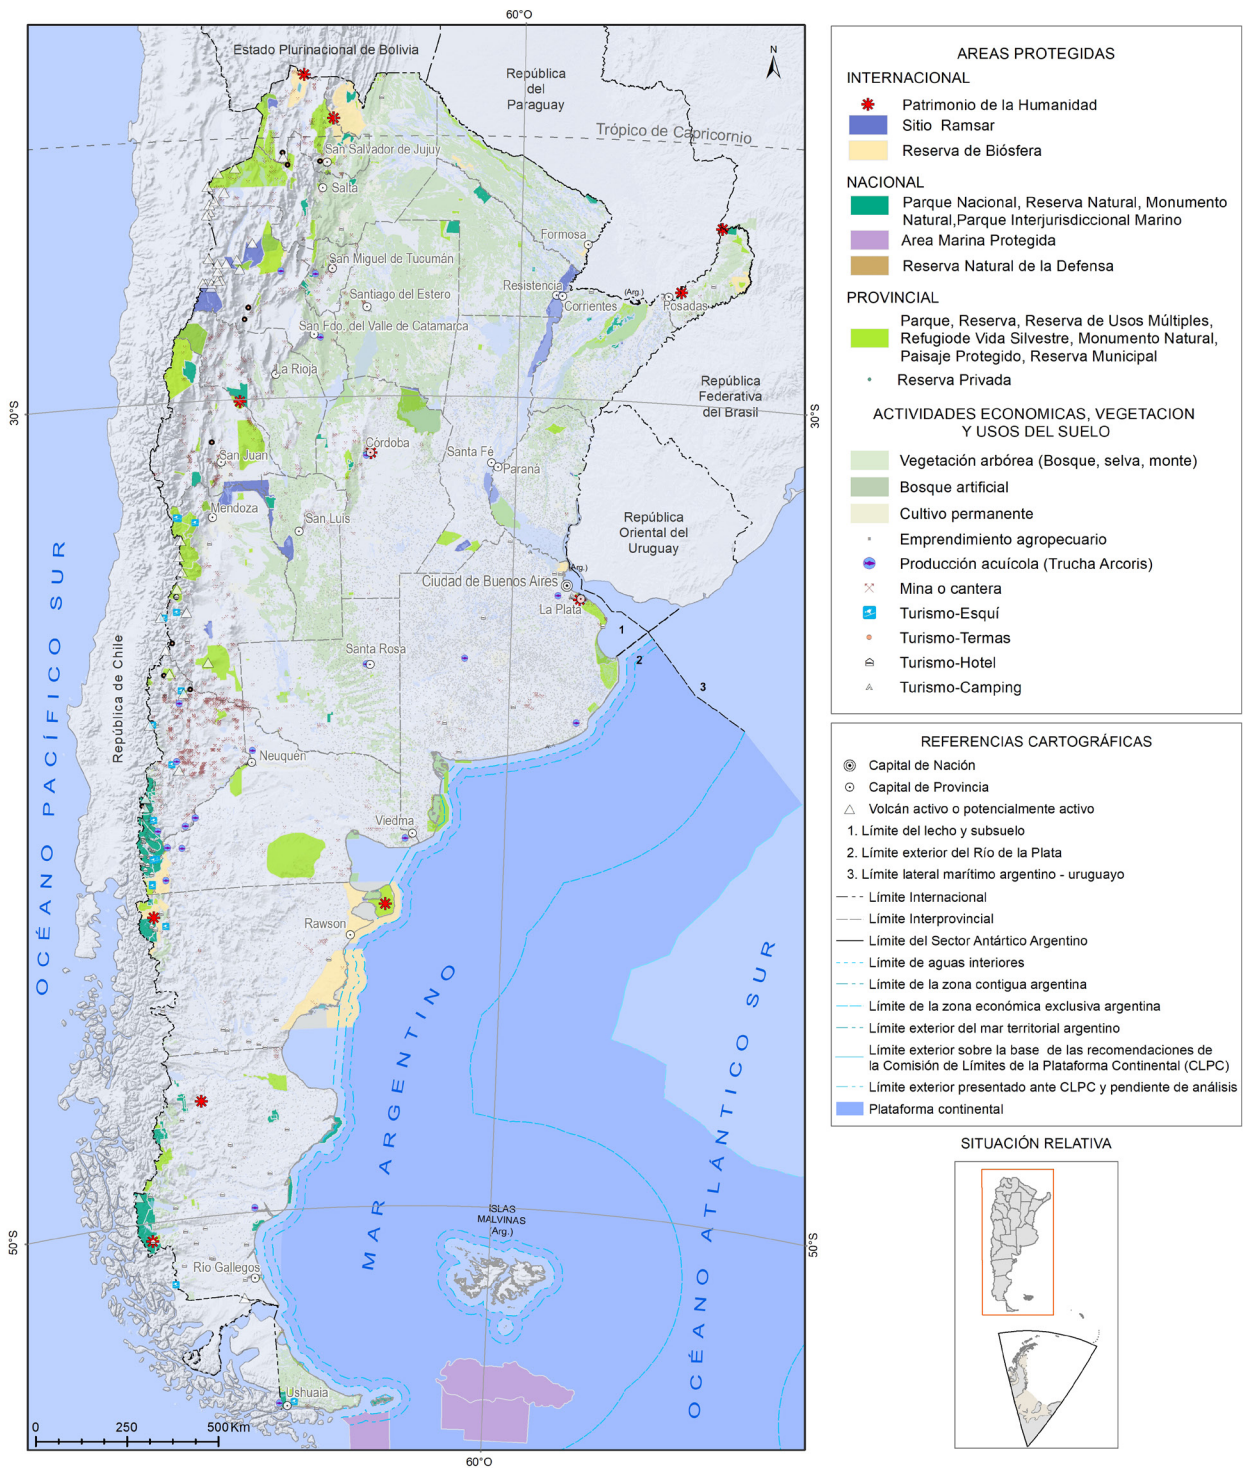 60°O
Estado Plurinacional de Bolivia
República
del
Paraguay
N
Trópico de Capricornio
San Salvador de Jujuy
Salta
Formosa
San Miguel de Tucumán
Resistencia
(Arg.)
Santiago del Estero
Corrientes
Posadas
San Fdo. del Valle de Catamarca
La Rioja
República
Federativa
del Brasil
30°S
30°S
Córdoba
San Juan
Santa Fé
Paraná
Mendoza
San Luis
República
Oriental del
Uruguay
(Arg.)
Ciudad de Buenos Aires
La Plata
1
2
3
Santa Rosa
República de Chile
OCÉANO PACÍFICO SUR
Neuquén
Viedma
Rawson
MAR ARGENTINO
OCÉANO ATLÁNTICO SUR
ISLAS
MALVINAS
(Arg.)
50°S
50°S
Río Gallegos
Ushuaia
0 250 500 Km
60°O
AREAS PROTEGIDAS
INTERNACIONAL
Patrimonio de la Humanidad
Sitio Ramsar
Reserva de Biósfera
NACIONAL
Parque Nacional, Reserva Natural, Monumento
Natural,Parque Interjurisdiccional Marino
Area Marina Protegida
Reserva Natural de la Defensa
PROVINCIAL
Parque, Reserva, Reserva de Usos Múltiples,
Refugiode Vida Silvestre, Monumento Natural,
Paisaje Protegido, Reserva Municipal
Reserva Privada
ACTIVIDADES ECONOMICAS, VEGETACION
Y USOS DEL SUELO
Vegetación arbórea (Bosque, selva, monte)
Bosque artificial
Cultivo permanente
Emprendimiento agropecuario
Producción acuícola (Trucha Arcoris)
Mina o cantera
Turismo-Esquí
Turismo-Termas
Turismo-Hotel
Turismo-Camping
REFERENCIAS CARTOGRÁFICAS
Capital de Nación
Capital de Provincia
Volcán activo o potencialmente activo
1. Límite del lecho y subsuelo
2. Límite exterior del Río de la Plata
3. Límite lateral marítimo argentino - uruguayo
Límite Internacional
Límite Interprovincial
Límite del Sector Antártico Argentino
Límite de aguas interiores
Límite de la zona contigua argentina
Límite de la zona económica exclusiva argentina
Límite exterior del mar territorial argentino
Límite exterior sobre la base de las recomendaciones de
la Comisión de Límites de la Plataforma Continental (CLPC)
Límite exterior presentado ante CLPC y pendiente de análisis
Plataforma continental
SITUACIÓN RELATIVA